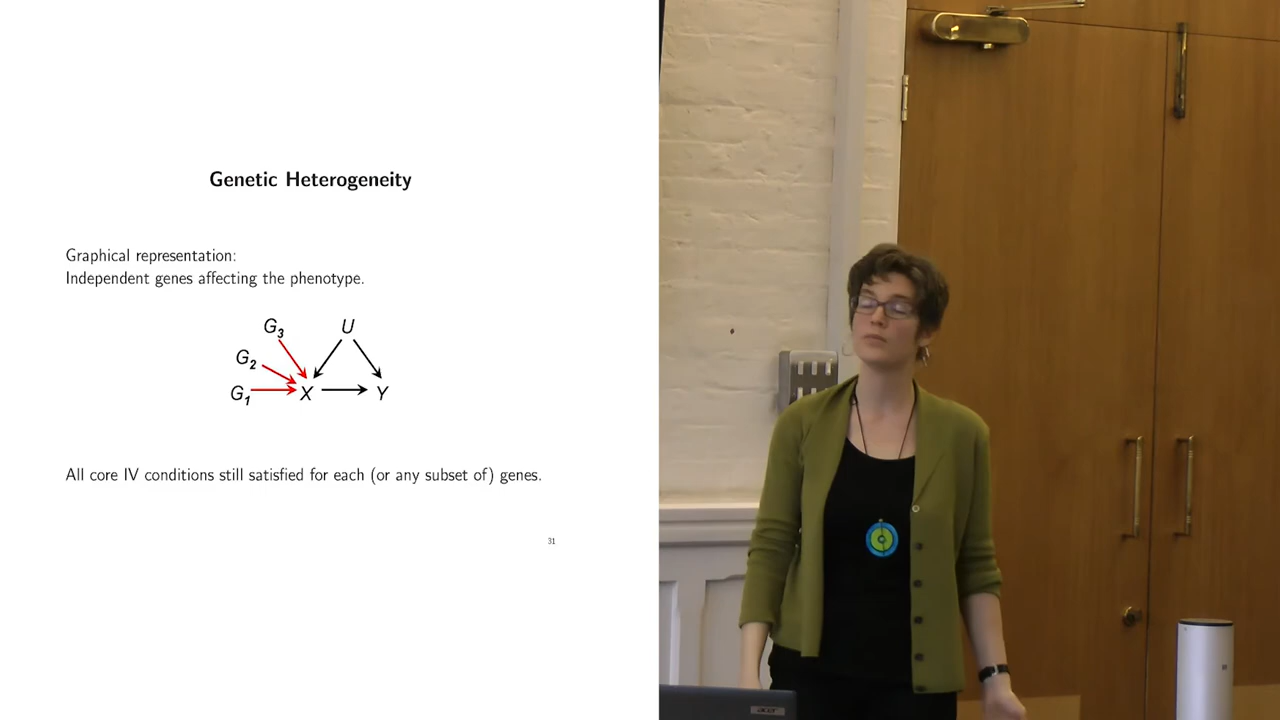 Genetic Heterogeneity
Graphical representation:
Independent genes affecting the phenotype.
G3 U
G2
G1 X Y
All core IV conditions still satisfied for each (or any subset of) genes.
31
acer